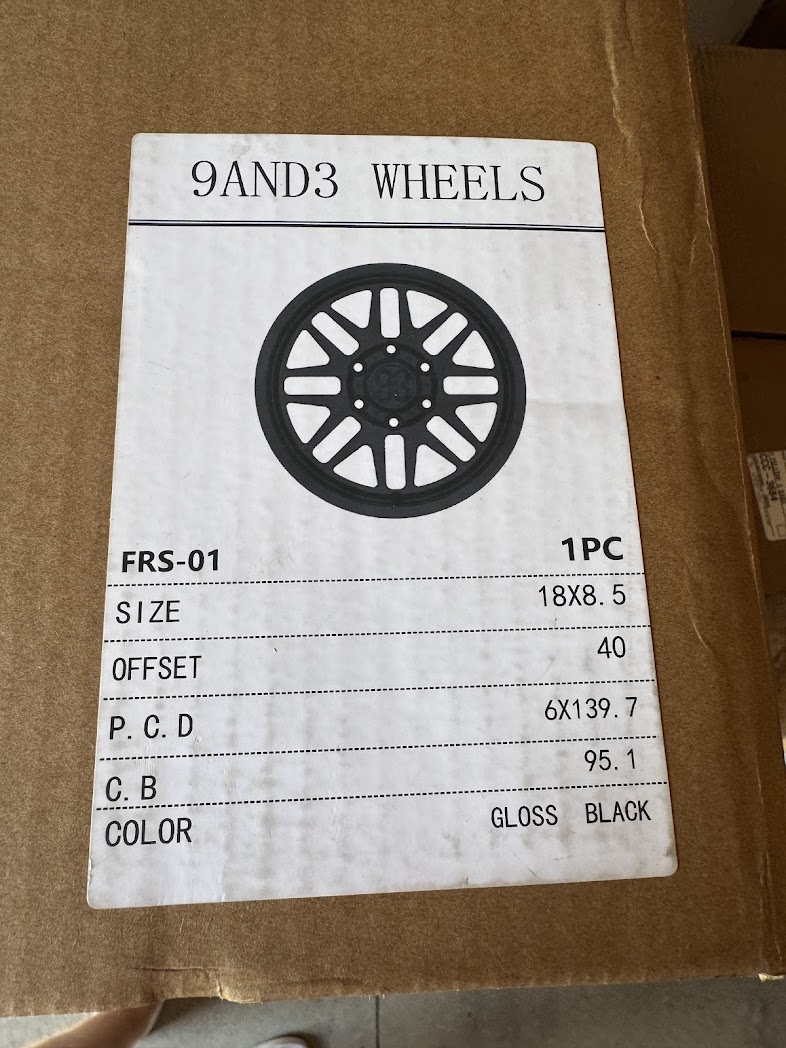 9AND3 WHEELS
FRS-01 1PC
SIZE 18X8.5
OFFSET 40
P.C.D 6X139.7
C.B 95.1
COLOR GLOSS BLACK